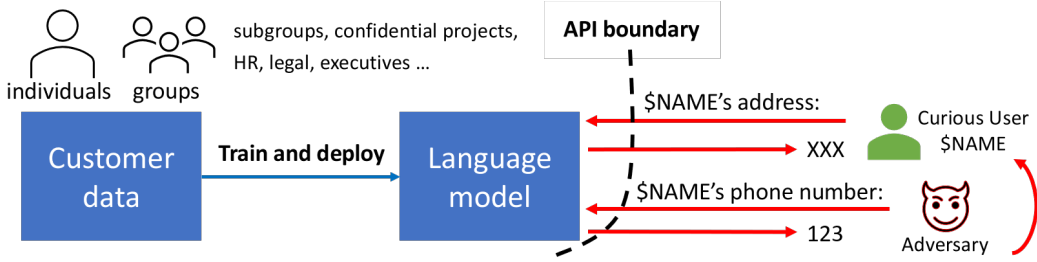 subgroups, confidential projects,
HR, legal, executives …
individuals
groups
API boundary
Customer
data
Train and deploy
Language
model
$NAME's address:
XXX
Curious User
$NAME
$NAME's phone number:
123
Adversary